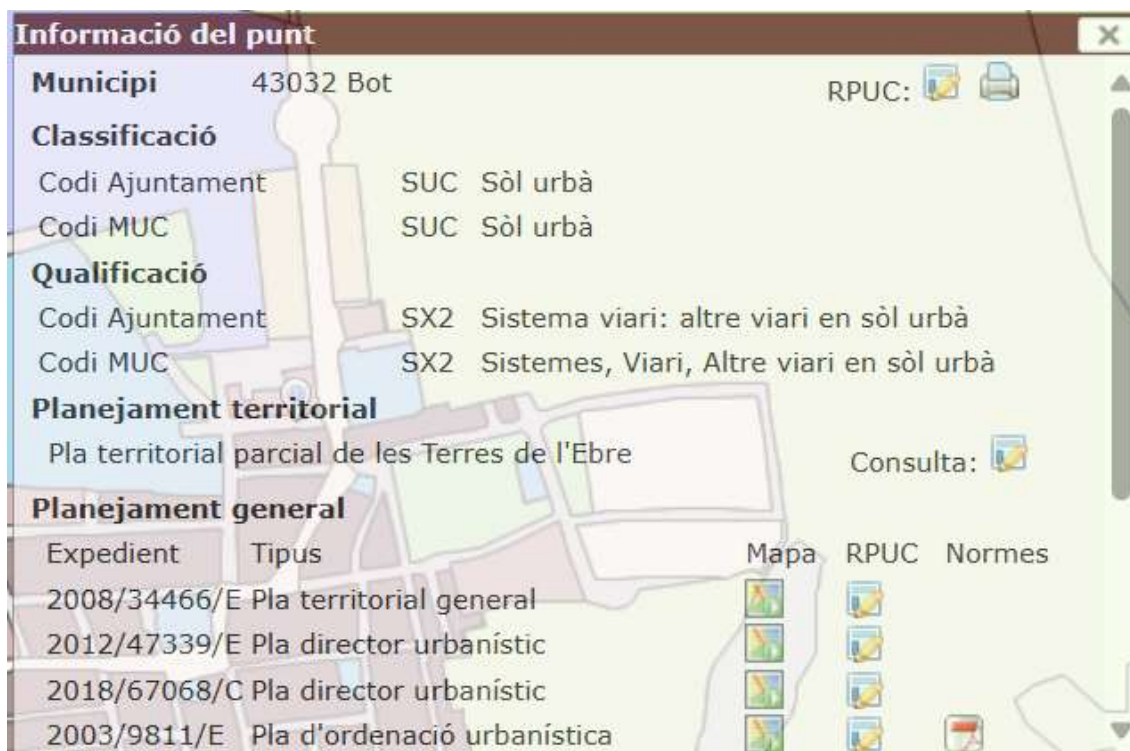 Informació del punt
Municipi 43032 Bot RPUC:
Classificació
Codi Ajuntament SUC Sòl urbà
Codi MUC SUC Sòl urbà
Qualificació
Codi Ajuntament SX2 Sistema viari: altre viari en sòl urbà
Codi MUC SX2 Sistemes, Viari, Altre viari en sòl urbà
Planejament territorial
Pla territorial parcial de les Terres de l'Ebre Consulta:
Planejament general
Expedient Tipus Mapa RPUC Normes
2008/34466/E Pla territorial general
2012/47339/E Pla director urbanístic
2018/67068/C Pla director urbanístic
2003/9811/E Pla d'ordenació urbanística